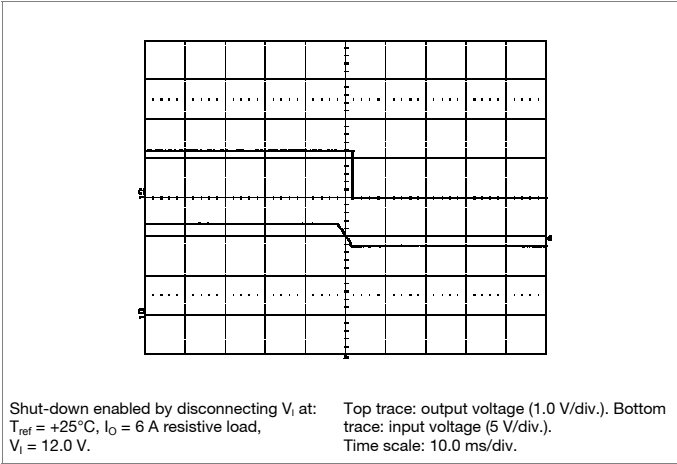 Shut-down enabled by disconnecting VI at:
Tref = +25°C, IO = 6 A resistive load,
VI = 12.0 V.
Top trace: output voltage (1.0 V/div.). Bottom
trace: input voltage (5 V/div.).
Time scale: 10.0 ms/div.